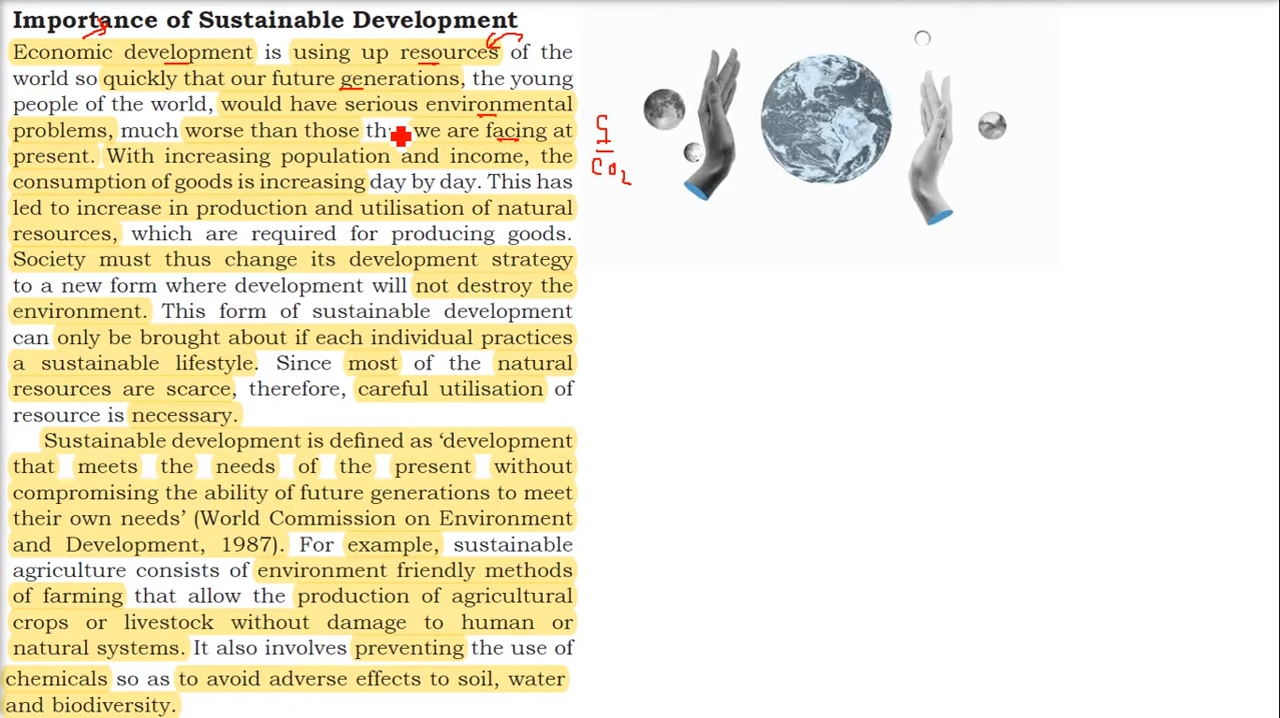 Importance of Sustainable Development
Economic development is using up resources of the
world so quickly that our future generations, the young
people of the world, would have serious environmental
problems, much worse than those we are facing at
present. With increasing population and income, the
consumption of goods is increasing day by day. This has
led to increase in production and utilisation of natural
resources, which are required for producing goods.
Society must thus change its development strategy
to a new form where development will not destroy the
environment. This form of sustainable development
can only be brought about if each individual practices
a sustainable lifestyle. Since most of the natural
resources are scarce, therefore, careful utilisation of
resource is necessary.
Sustainable development is defined as ‘development
that meets the needs of the present without
compromising the ability of future generations to meet
their own needs’ (World Commission on Environment
and Development, 1987). For example, sustainable
agriculture consists of environment friendly methods
of farming that allow the production of agricultural
crops or livestock without damage to human or
natural systems. It also involves preventing the use of
chemicals so as to avoid adverse effects to soil, water
and biodiversity.
CO2